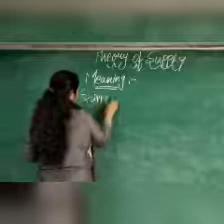 Theory of Supply
Meaning :-